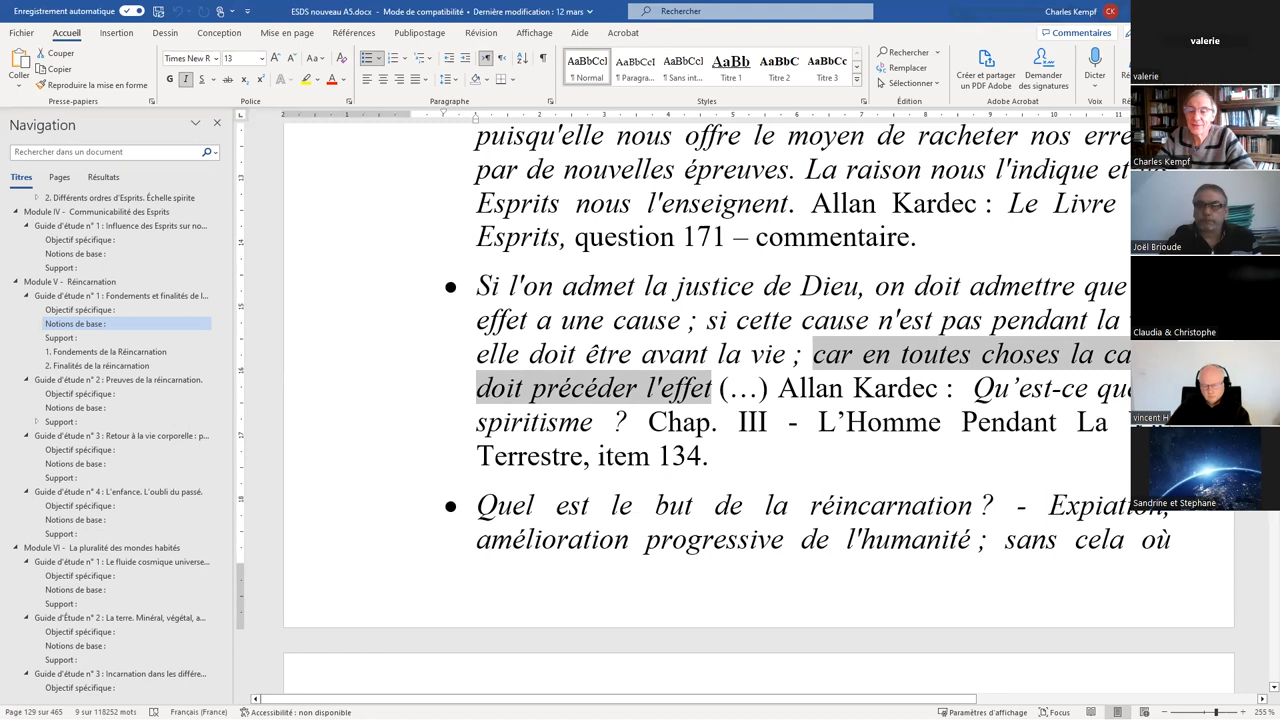 Enregistrement automatique
ESDS nouveau A5.docx • Mode de compatibilité • Dernière modification : 12 mars
Rechercher
Charles Kempf
CK
Fichier Accueil Insertion Dessin Conception Mise en page Références Publipostage Révision Affichage Aide Acrobat
Commentaires
Coller
Couper
Copier
Reproduire la mise en forme
Presse-papiers
Times New R 13
G I S ab x₂ x²
Police
Paragraphe
AaBbCcI AaBbCcI AaBbCcI AaBb AaBbC AaBbCc
¶ Normal ¶ Paragra... ¶ Sans int... Titre 1 Titre 2 Titre 3
Styles
Rechercher
Remplacer
Sélectionner
Édition
Créer et partager
un PDF Adobe
Demander
des signatures
Adobe Acrobat
Dicter
Voix
Navigation
Rechercher dans un document
Titres Pages Résultats
2. Différents ordres d'Esprits. Échelle spirite
Module IV - Communicabilité des Esprits
Guide d'étude n° 1 : Influence des Esprits sur no...
Objectif spécifique :
Notions de base :
Support :
Module V - Réincarnation
Guide d'étude n° 1 : Fondements et finalités de l...
Objectif spécifique :
Notions de base :
Support :
1. Fondements de la Réincarnation
2. Finalités de la réincarnation
Guide d'étude n° 2 : Preuves de la réincarnation.
Objectif spécifique :
Notions de base :
Support :
Guide d'étude n° 3 : Retour à la vie corporelle : p...
Objectif spécifique :
Notions de base :
Support :
Guide d'étude n° 4 : L'enfance. L'oubli du passé.
Objectif spécifique :
Notions de base :
Support :
Module VI - La pluralité des mondes habités
Guide d'étude n° 1 : Le fluide cosmique universe...
Objectif spécifique :
Notions de base :
Support :
Guide d'Étude n° 2 : La terre. Minéral, végétal, a...
Objectif spécifique :
Notions de base :
Support :
Guide d'étude n° 3 : Incarnation dans les différe...
Objectif spécifique :
puisqu'elle nous offre le moyen de racheter nos erre
par de nouvelles épreuves. La raison nous l'indique et
Esprits nous l'enseignent. Allan Kardec : Le Livre
Esprits, question 171 – commentaire.
• Si l'on admet la justice de Dieu, on doit admettre que
effet a une cause ; si cette cause n'est pas pendant la
elle doit être avant la vie ; car en toutes choses la ca
doit précéder l'effet (…) Allan Kardec : Qu’est-ce que
spiritisme ? Chap. III - L’Homme Pendant La
Terrestre, item 134.
• Quel est le but de la réincarnation ? - Expiation,
amélioration progressive de l'humanité ; sans cela où
valerie
valerie
Charles Kempf
Joël Brioude
Claudia & Christophe
vincent H
Sandrine et Stephane
Page 129 sur 465 9 sur 118252 mots Français (France) Accessibilité : non disponible
Paramètres d'affichage Focus 255 %